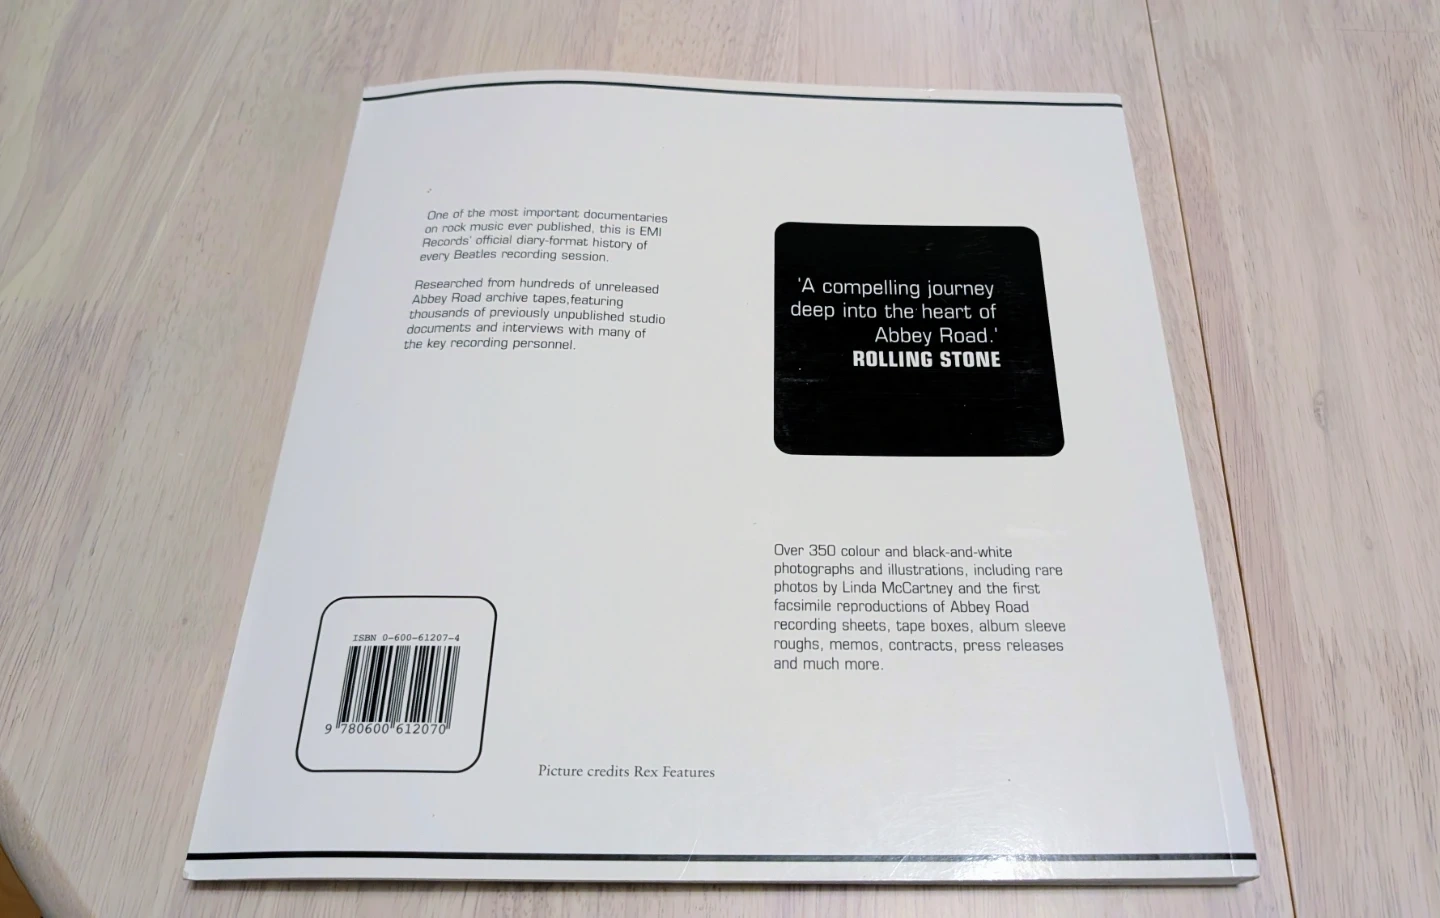 One of the most important documentaries
on rock music ever published, this is EMI
Records' official diary-format history of
every Beatles recording session.
Researched from hundreds of unreleased
Abbey Road archive tapes,featuring
thousands of previously unpublished studio
documents and interviews with many of
the key recording personnel.
'A compelling journey
deep into the heart of
Abbey Road.'
ROLLING STONE
Over 350 colour and black-and-white
photographs and illustrations, including rare
photos by Linda McCartney and the first
facsimile reproductions of Abbey Road
recording sheets, tape boxes, album sleeve
roughs, memos, contracts, press releases
and much more.
ISBN 0-600-61207-4
9 780600 612070
Picture credits Rex Features